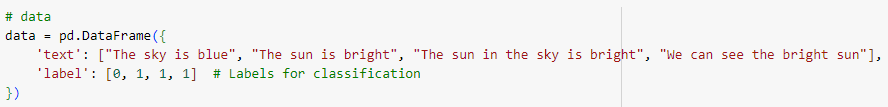 # data
data = pd.DataFrame({
    'text': ["The sky is blue", "The sun is bright", "The sun in the sky is bright", "We can see the bright sun"],
    'label': [0, 1, 1, 1]  # Labels for classification
})